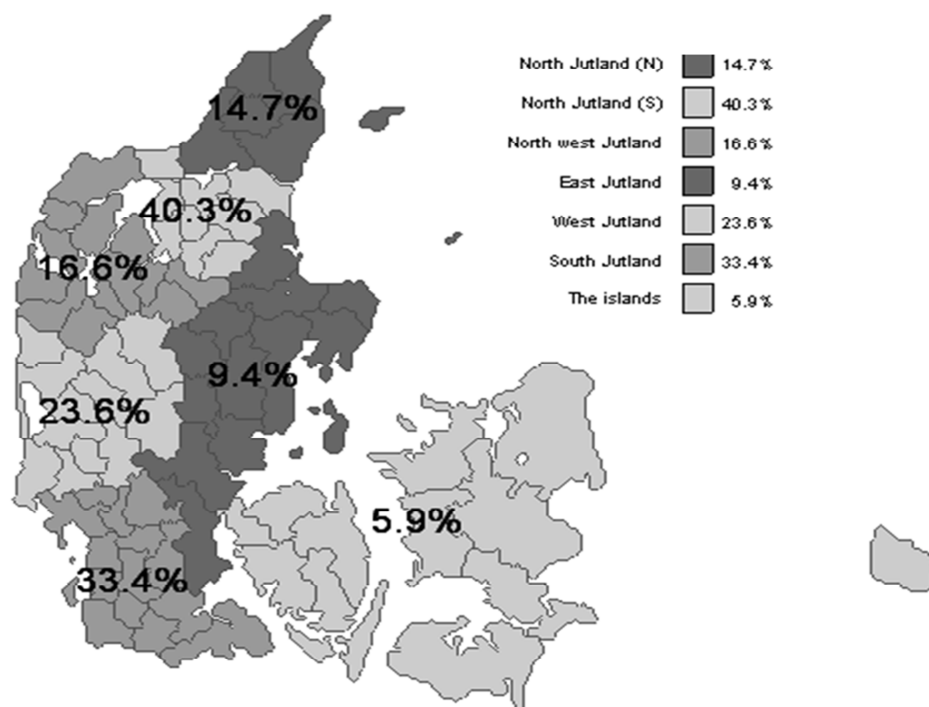 North Jutland (N) 14.7%
North Jutland (S) 40.3%
North west Jutland 16.6%
East Jutland 9.4%
West Jutland 23.6%
South Jutland 33.4%
The islands 5.9%
14.7%
40.3%
16.6%
9.4%
23.6%
5.9%
33.4%